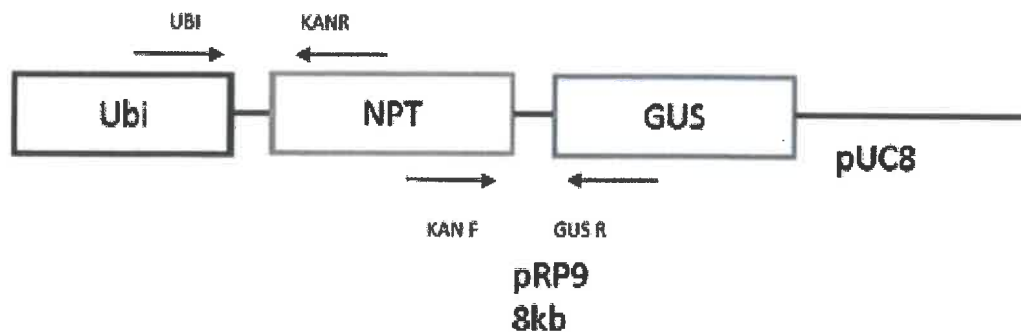 UBI KANR
Ubi NPT GUS
pUC8
KAN F GUS R
pRP9
8kb